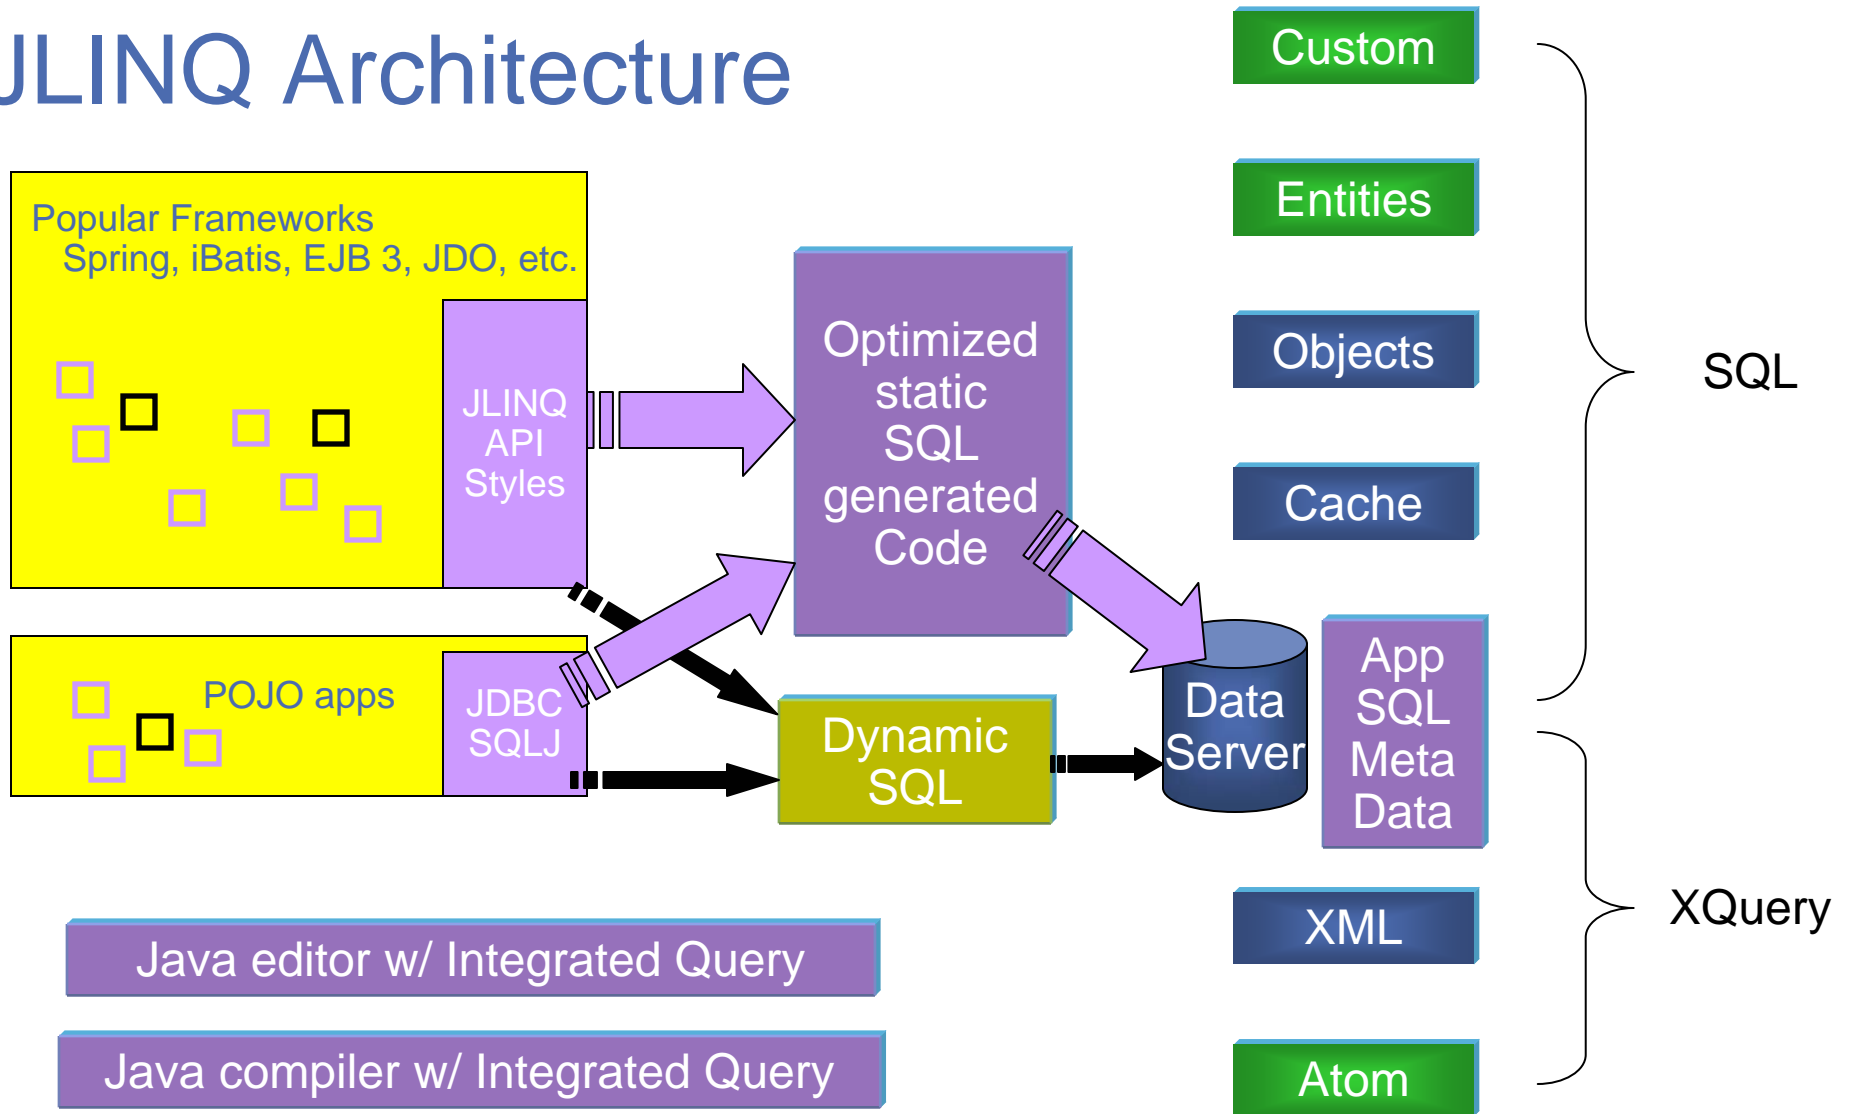 JLINQ Architecture
Popular Frameworks
Spring, iBatis, EJB 3, JDO, etc.
JLINQ
API
Styles
POJO apps
JDBC
SQLJ
Optimized
static
SQL
generated
Code
Dynamic
SQL
Data
Server
App
SQL
Meta
Data
Custom
Entities
Objects
Cache
XML
Atom
SQL
XQuery
Java editor w/ Integrated Query
Java compiler w/ Integrated Query